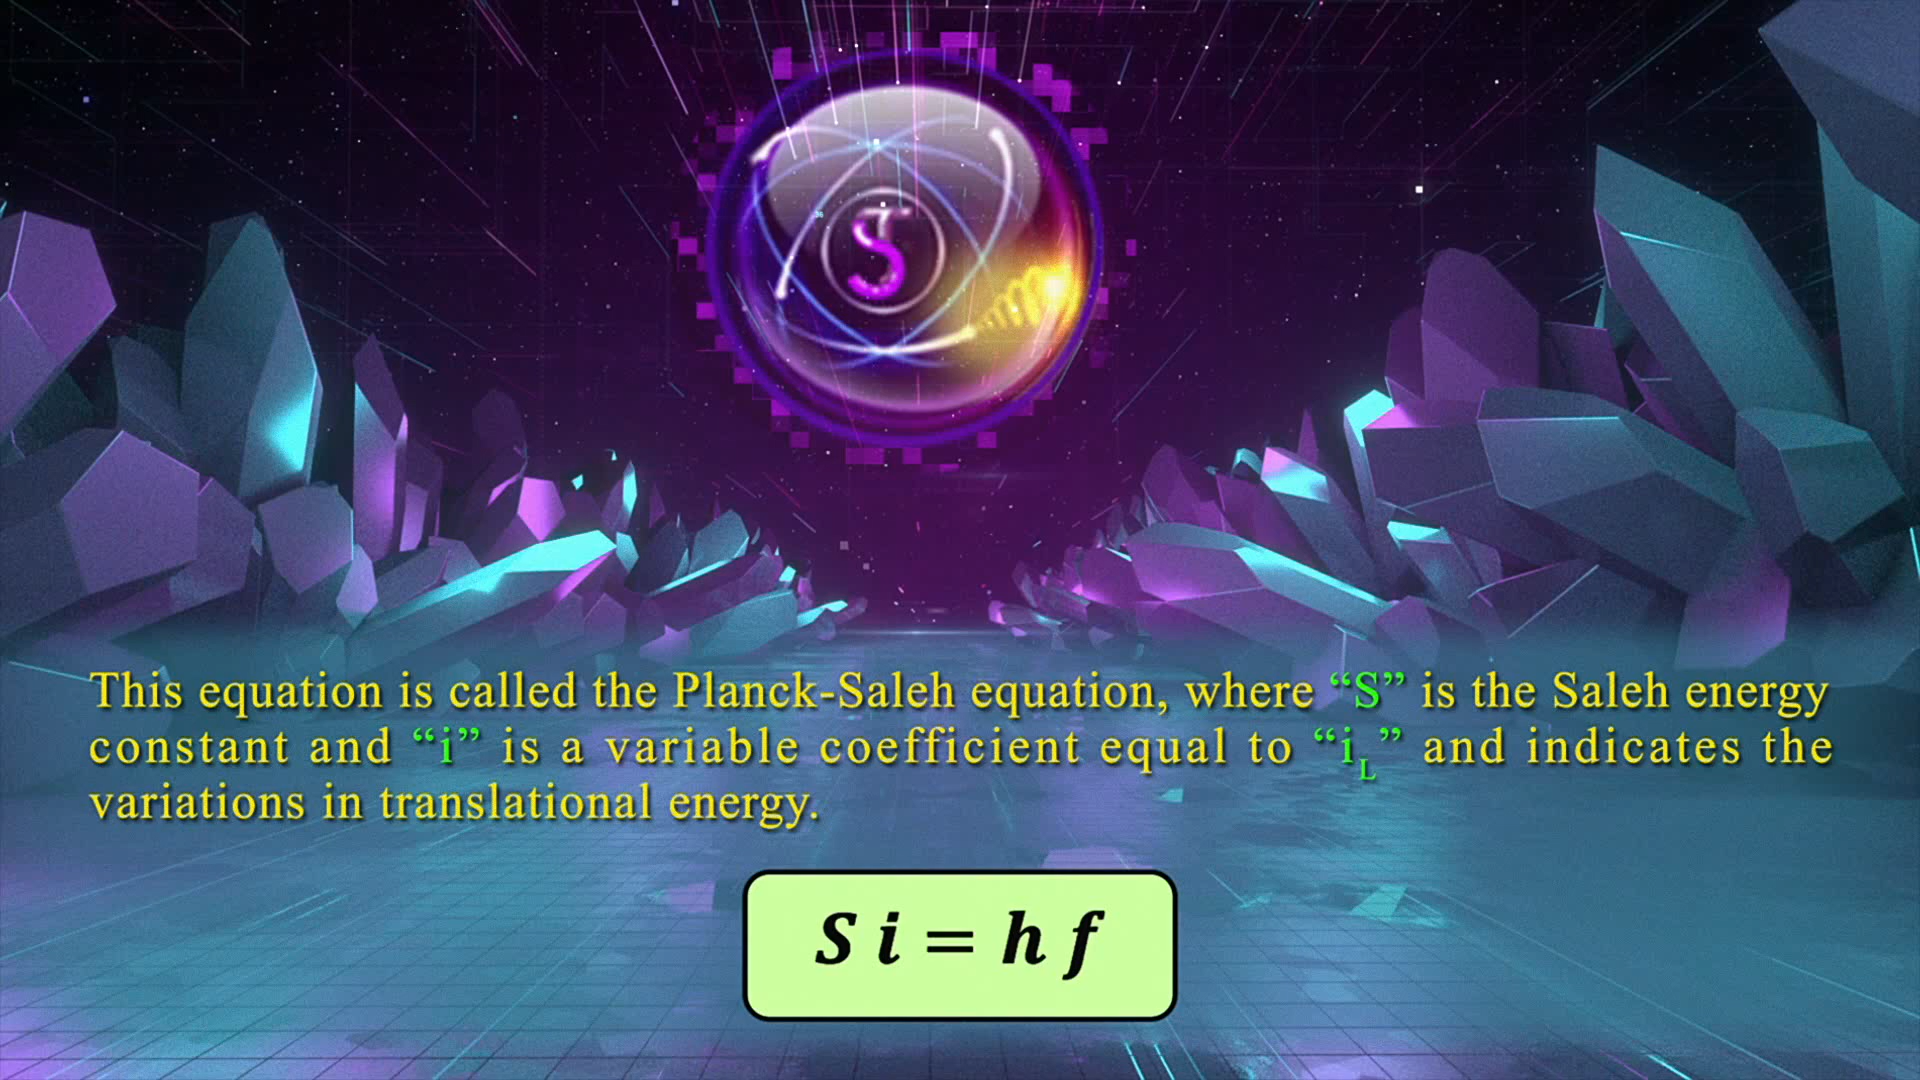 S
This equation is called the Planck-Saleh equation, where “S” is the Saleh energy
constant and “i” is a variable coefficient equal to “i_L” and indicates the
variations in translational energy.
S i = h f